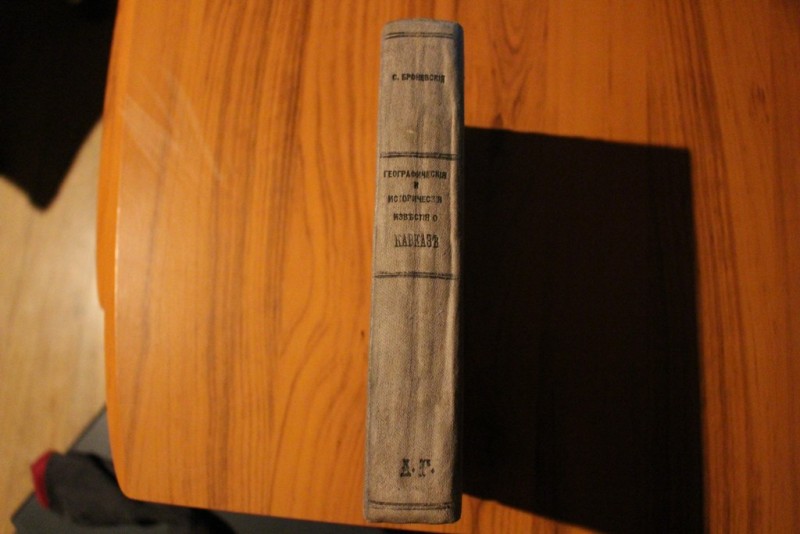 С. БРОНЕВСКІЙ
ГЕОГРАФИЧЕСКІЯ
И
ИСТОРИЧЕСКІЯ
ИЗВѢСТІЯ О
КАВКАЗѢ
А. Г.